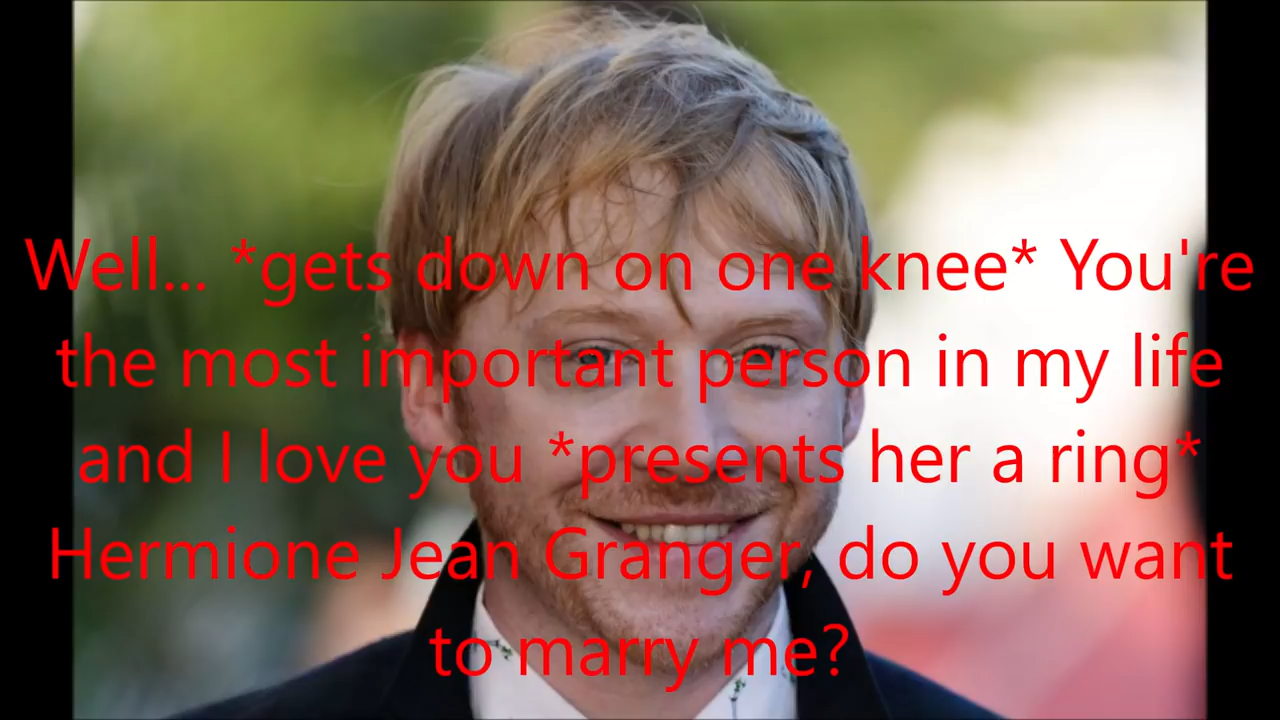 Well... *gets down on one knee* You're
the most important person in my life
and I love you *presents her a ring*
Hermione Jean Granger, do you want
to marry me?